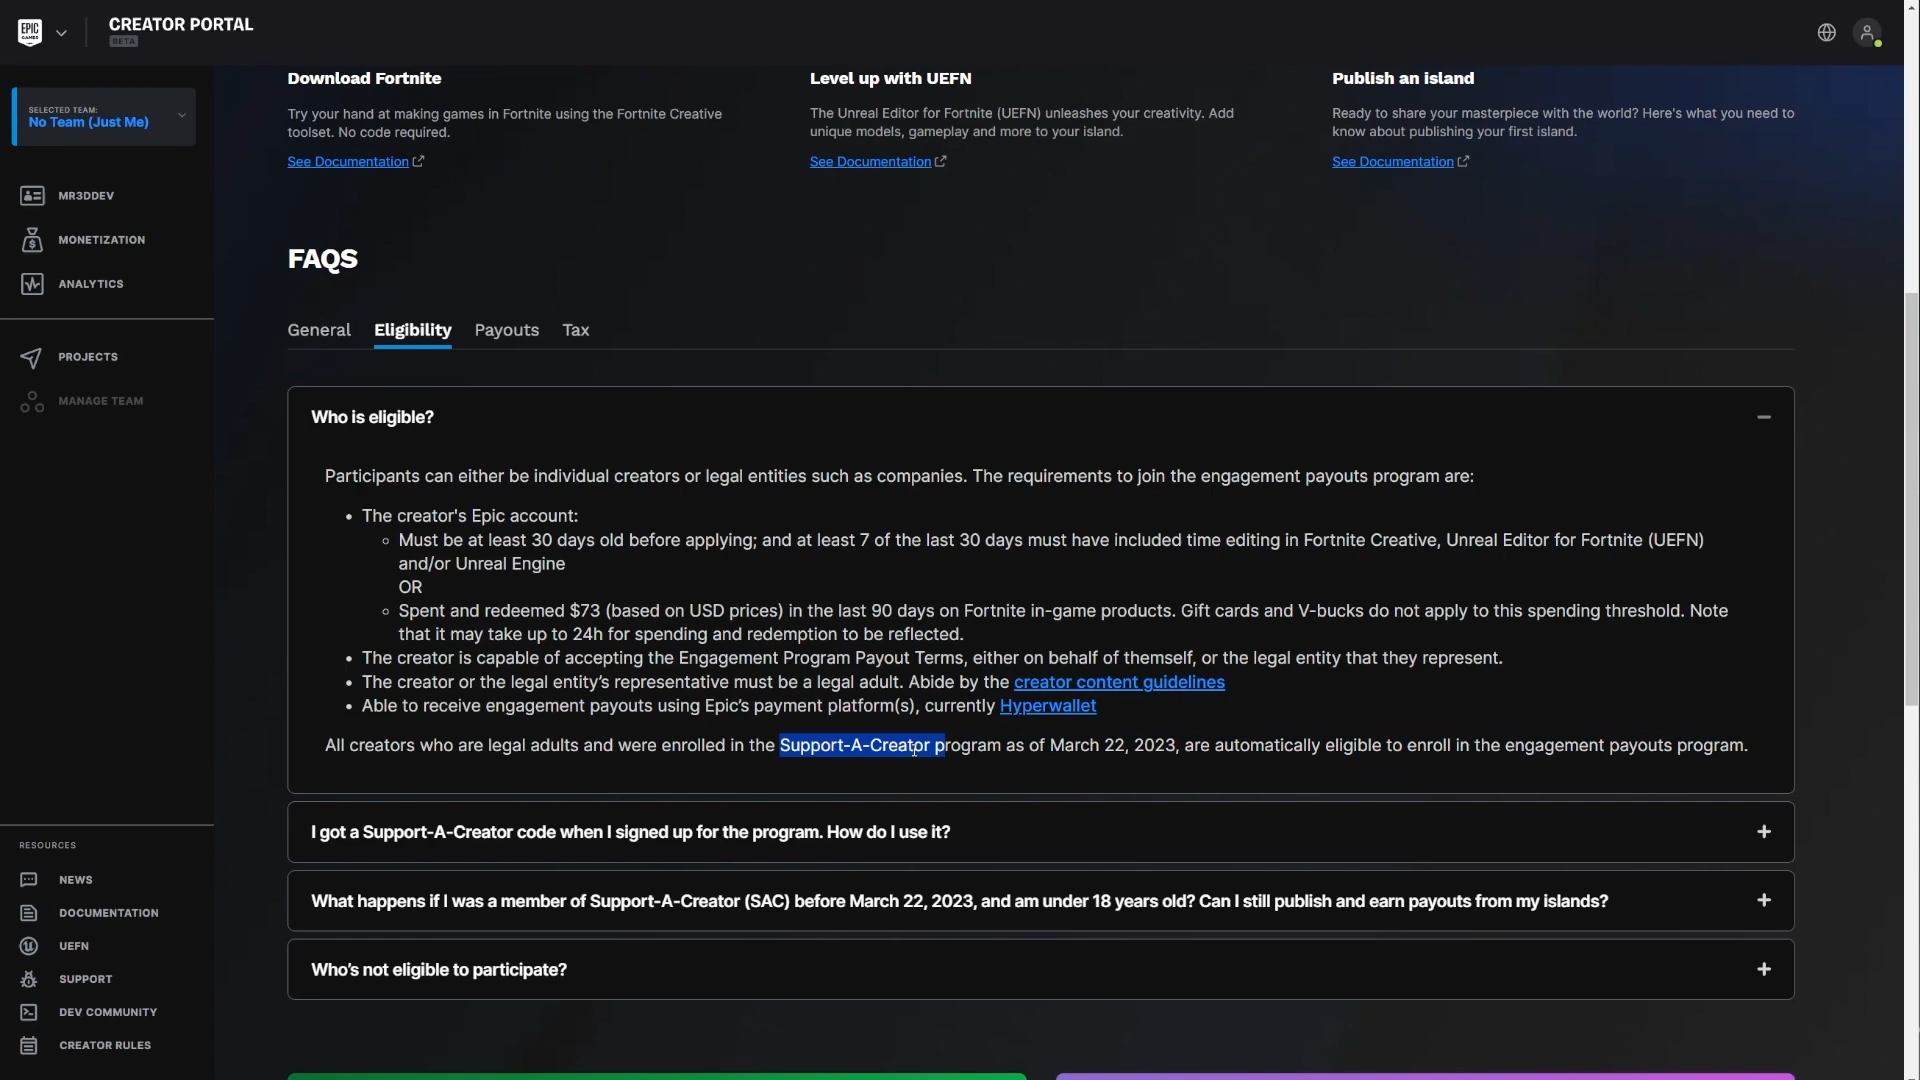 EPIC GAMES
CREATOR PORTAL
BETA
SELECTED TEAM:
No Team (Just Me)
MR3DDEV
MONETIZATION
ANALYTICS
PROJECTS
MANAGE TEAM
RESOURCES
NEWS
DOCUMENTATION
UEFN
SUPPORT
DEV COMMUNITY
CREATOR RULES
Download Fortnite
Try your hand at making games in Fortnite using the Fortnite Creative
toolset. No code required.
See Documentation
Level up with UEFN
The Unreal Editor for Fortnite (UEFN) unleashes your creativity. Add
unique models, gameplay and more to your island.
See Documentation
Publish an island
Ready to share your masterpiece with the world? Here's what you need to
know about publishing your first island.
See Documentation
FAQS
General Eligibility Payouts Tax
Who is eligible?
Participants can either be individual creators or legal entities such as companies. The requirements to join the engagement payouts program are:
• The creator's Epic account:
◦ Must be at least 30 days old before applying; and at least 7 of the last 30 days must have included time editing in Fortnite Creative, Unreal Editor for Fortnite (UEFN)
and/or Unreal Engine
OR
◦ Spent and redeemed $73 (based on USD prices) in the last 90 days on Fortnite in-game products. Gift cards and V-bucks do not apply to this spending threshold. Note
that it may take up to 24h for spending and redemption to be reflected.
• The creator is capable of accepting the Engagement Program Payout Terms, either on behalf of themself, or the legal entity that they represent.
• The creator or the legal entity’s representative must be a legal adult. Abide by the creator content guidelines
• Able to receive engagement payouts using Epic’s payment platform(s), currently Hyperwallet
All creators who are legal adults and were enrolled in the Support-A-Creator program as of March 22, 2023, are automatically eligible to enroll in the engagement payouts program.
I got a Support-A-Creator code when I signed up for the program. How do I use it?
What happens if I was a member of Support-A-Creator (SAC) before March 22, 2023, and am under 18 years old? Can I still publish and earn payouts from my islands?
Who’s not eligible to participate?